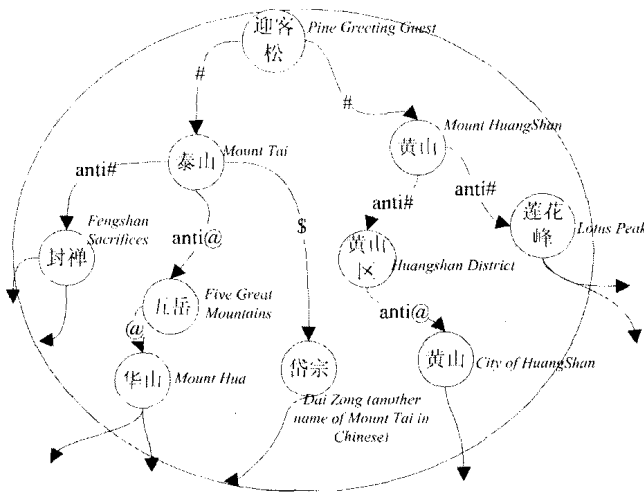 迎客
松
Pine Greeting Guest
#
#
泰山
Mount Tai
黄山
Mount HuangShan
anti#
anti#
anti#
封禅
Fengshan
Sacrifices
anti@
$
黄山
区
Huangshan District
莲花
峰
Lotus Peak
五岳
Five Great
Mountains
@
anti@
华山
Mount Hua
岱宗
Dai Zong (another
name of Mount Tai in
Chinese)
黄山
City of HuangShan